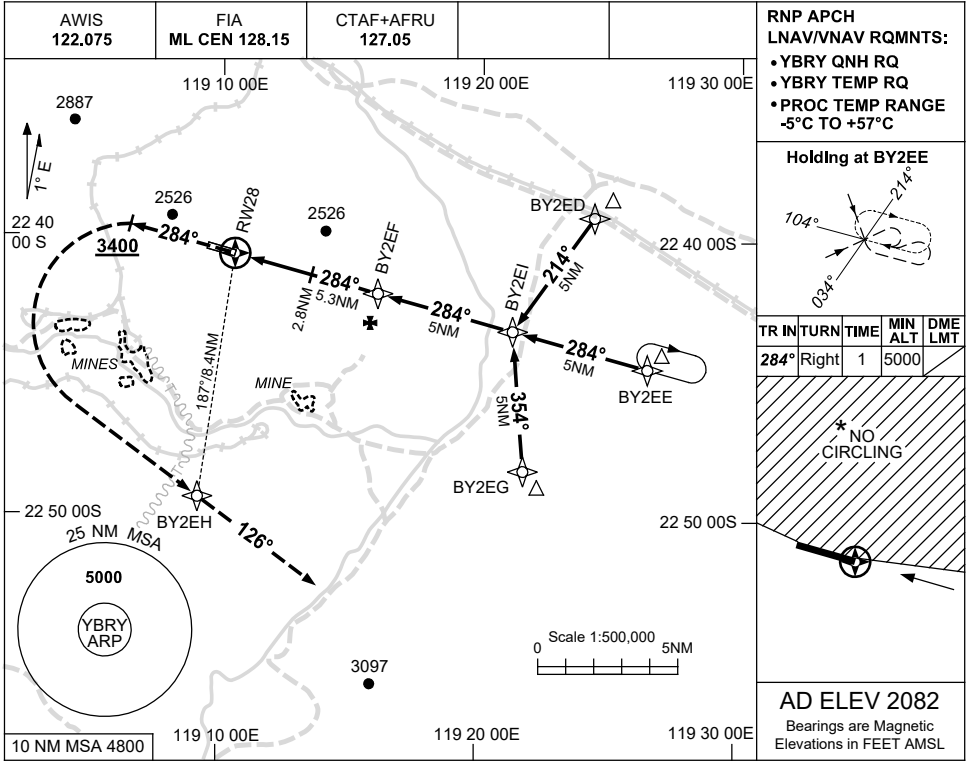 AWIS
122.075
FIA
ML CEN 128.15
CTAF+AFRU
127.05
RNP APCH
LNAV/VNAV RQMNTS:
• YBRY QNH RQ
• YBRY TEMP RQ
• PROC TEMP RANGE
-5°C TO +57°C
119 10 00E
119 20 00E
119 30 00E
2887
1° E
2526
2526
22 40
00 S
3400
284°
RW28
BY2EF
284°
5.3NM
2.8NM
284°
5NM
BY2EI
BY2ED
214°
5NM
22 40 00S
284°
5NM
BY2EE
354°
5NM
BY2EG
MINES
MINE
187°/8.4NM
BY2EH
126°
22 50 00S
22 50 00S
25 NM MSA
5000
YBRY
ARP
3097
Scale 1:500,000
0 5NM
10 NM MSA 4800
119 10 00E
119 20 00E
119 30 00E
Holding at BY2EE
104°
214°
034°
TR IN TURN TIME MIN ALT DME LMT
284° Right 1 5000
* NO
CIRCLING
AD ELEV 2082
Bearings are Magnetic
Elevations in FEET AMSL